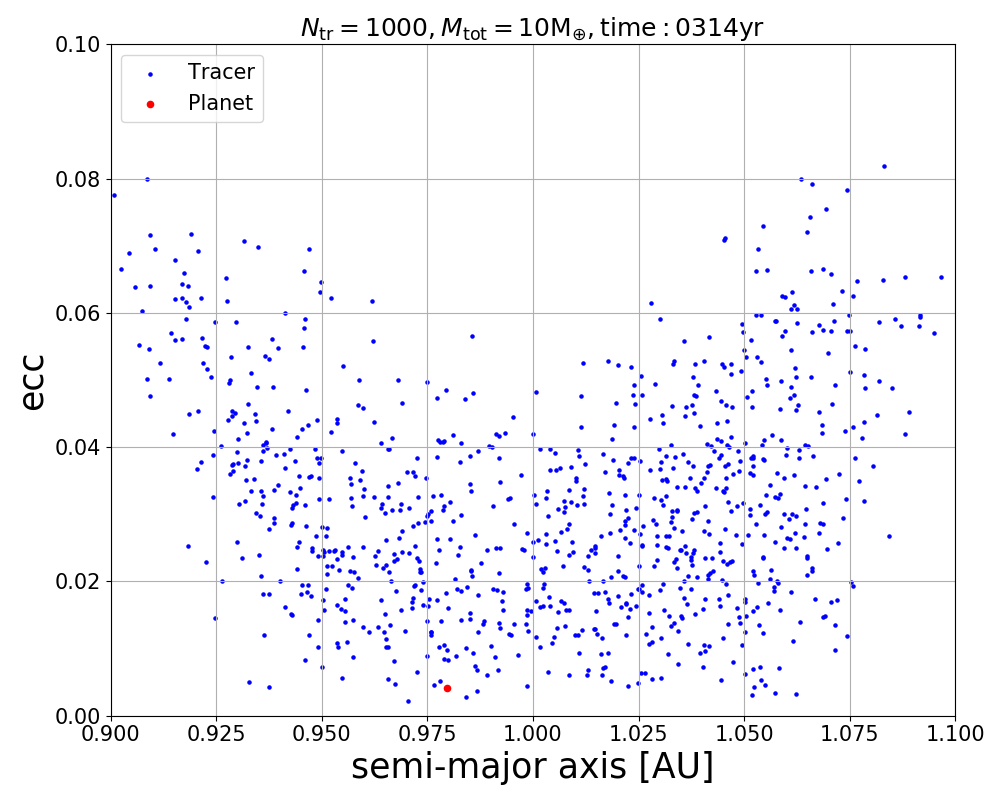 N_tr = 1000, M_tot = 10M_⊕, time : 0314yr
Tracer
Planet
ecc
0.10
0.08
0.06
0.04
0.02
0.00
0.900 0.925 0.950 0.975 1.000 1.025 1.050 1.075 1.100
semi-major axis [AU]